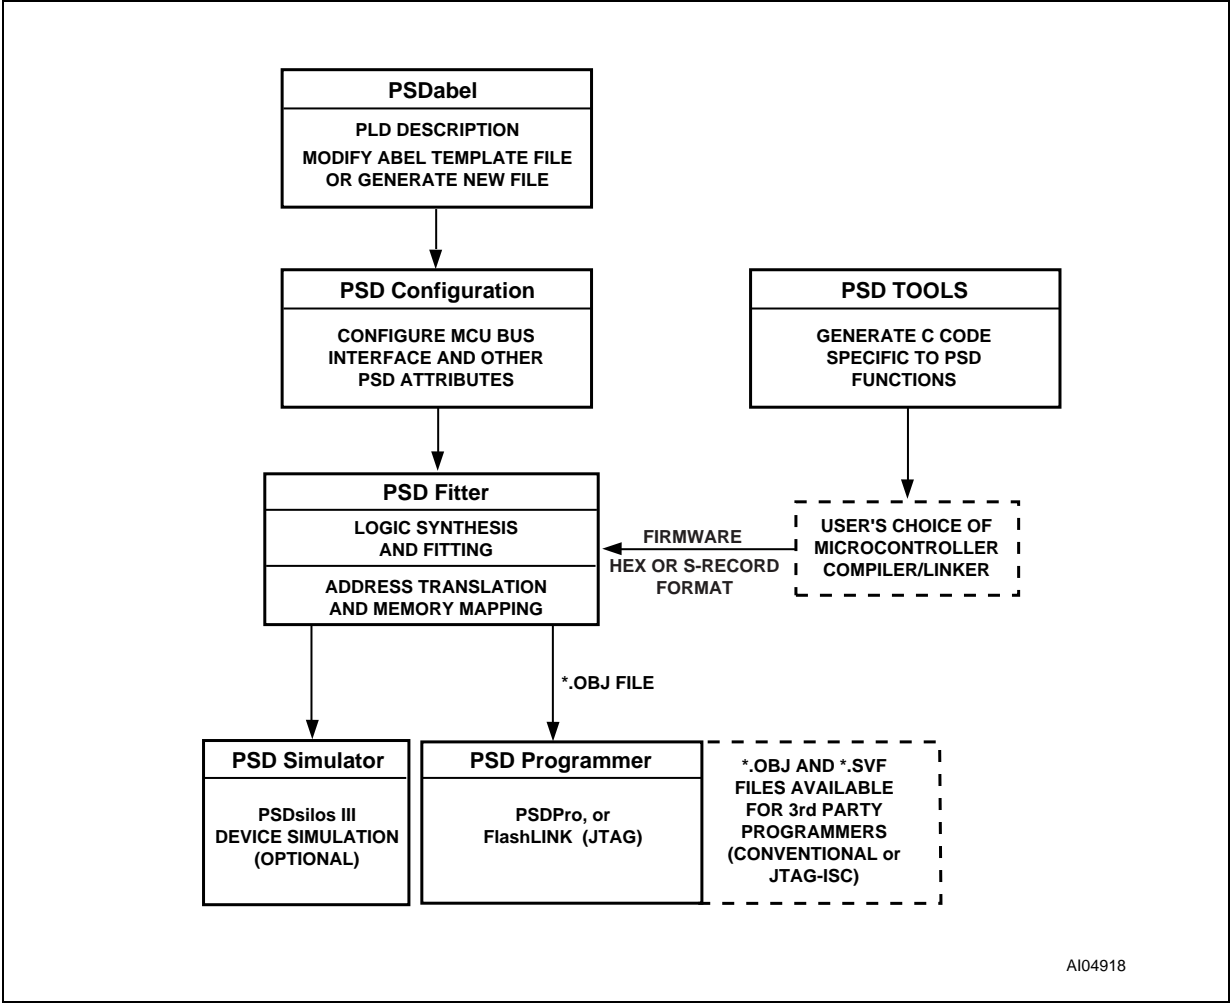 PSDabel
PLD DESCRIPTION
MODIFY ABEL TEMPLATE FILE
OR GENERATE NEW FILE
PSD Configuration
CONFIGURE MCU BUS
INTERFACE AND OTHER
PSD ATTRIBUTES
PSD TOOLS
GENERATE C CODE
SPECIFIC TO PSD
FUNCTIONS
PSD Fitter
LOGIC SYNTHESIS
AND FITTING
ADDRESS TRANSLATION
AND MEMORY MAPPING
FIRMWARE
HEX OR S-RECORD
FORMAT
USER'S CHOICE OF
MICROCONTROLLER
COMPILER/LINKER
*.OBJ FILE
PSD Simulator
PSDsilos III
DEVICE SIMULATION
(OPTIONAL)
PSD Programmer
PSDPro, or
FlashLINK (JTAG)
*.OBJ AND *.SVF
FILES AVAILABLE
FOR 3rd PARTY
PROGRAMMERS
(CONVENTIONAL or
JTAG-ISC)
AI04918